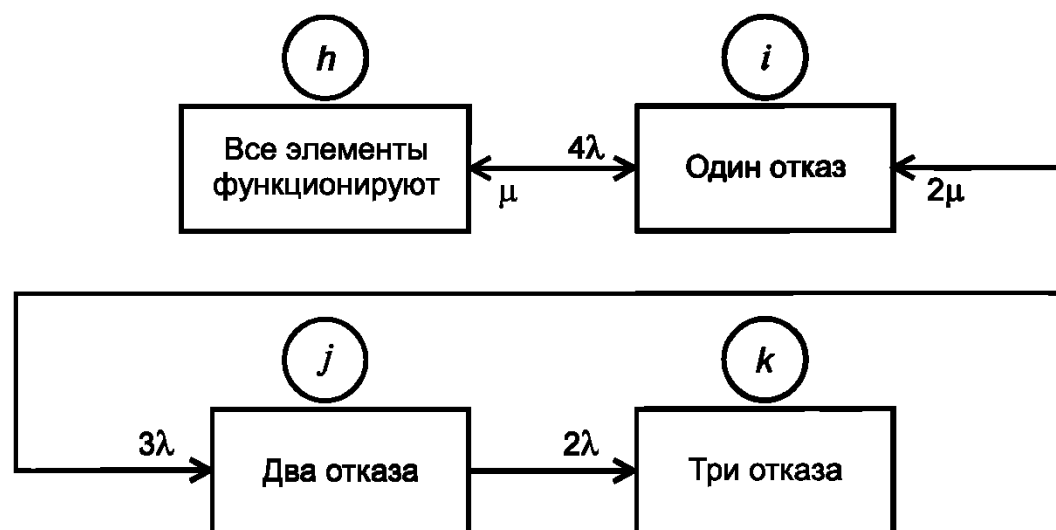 h
i
Все элементы
функционируют
μ
4λ
Один отказ
2μ
j
k
3λ
Два отказа
2λ
Три отказа